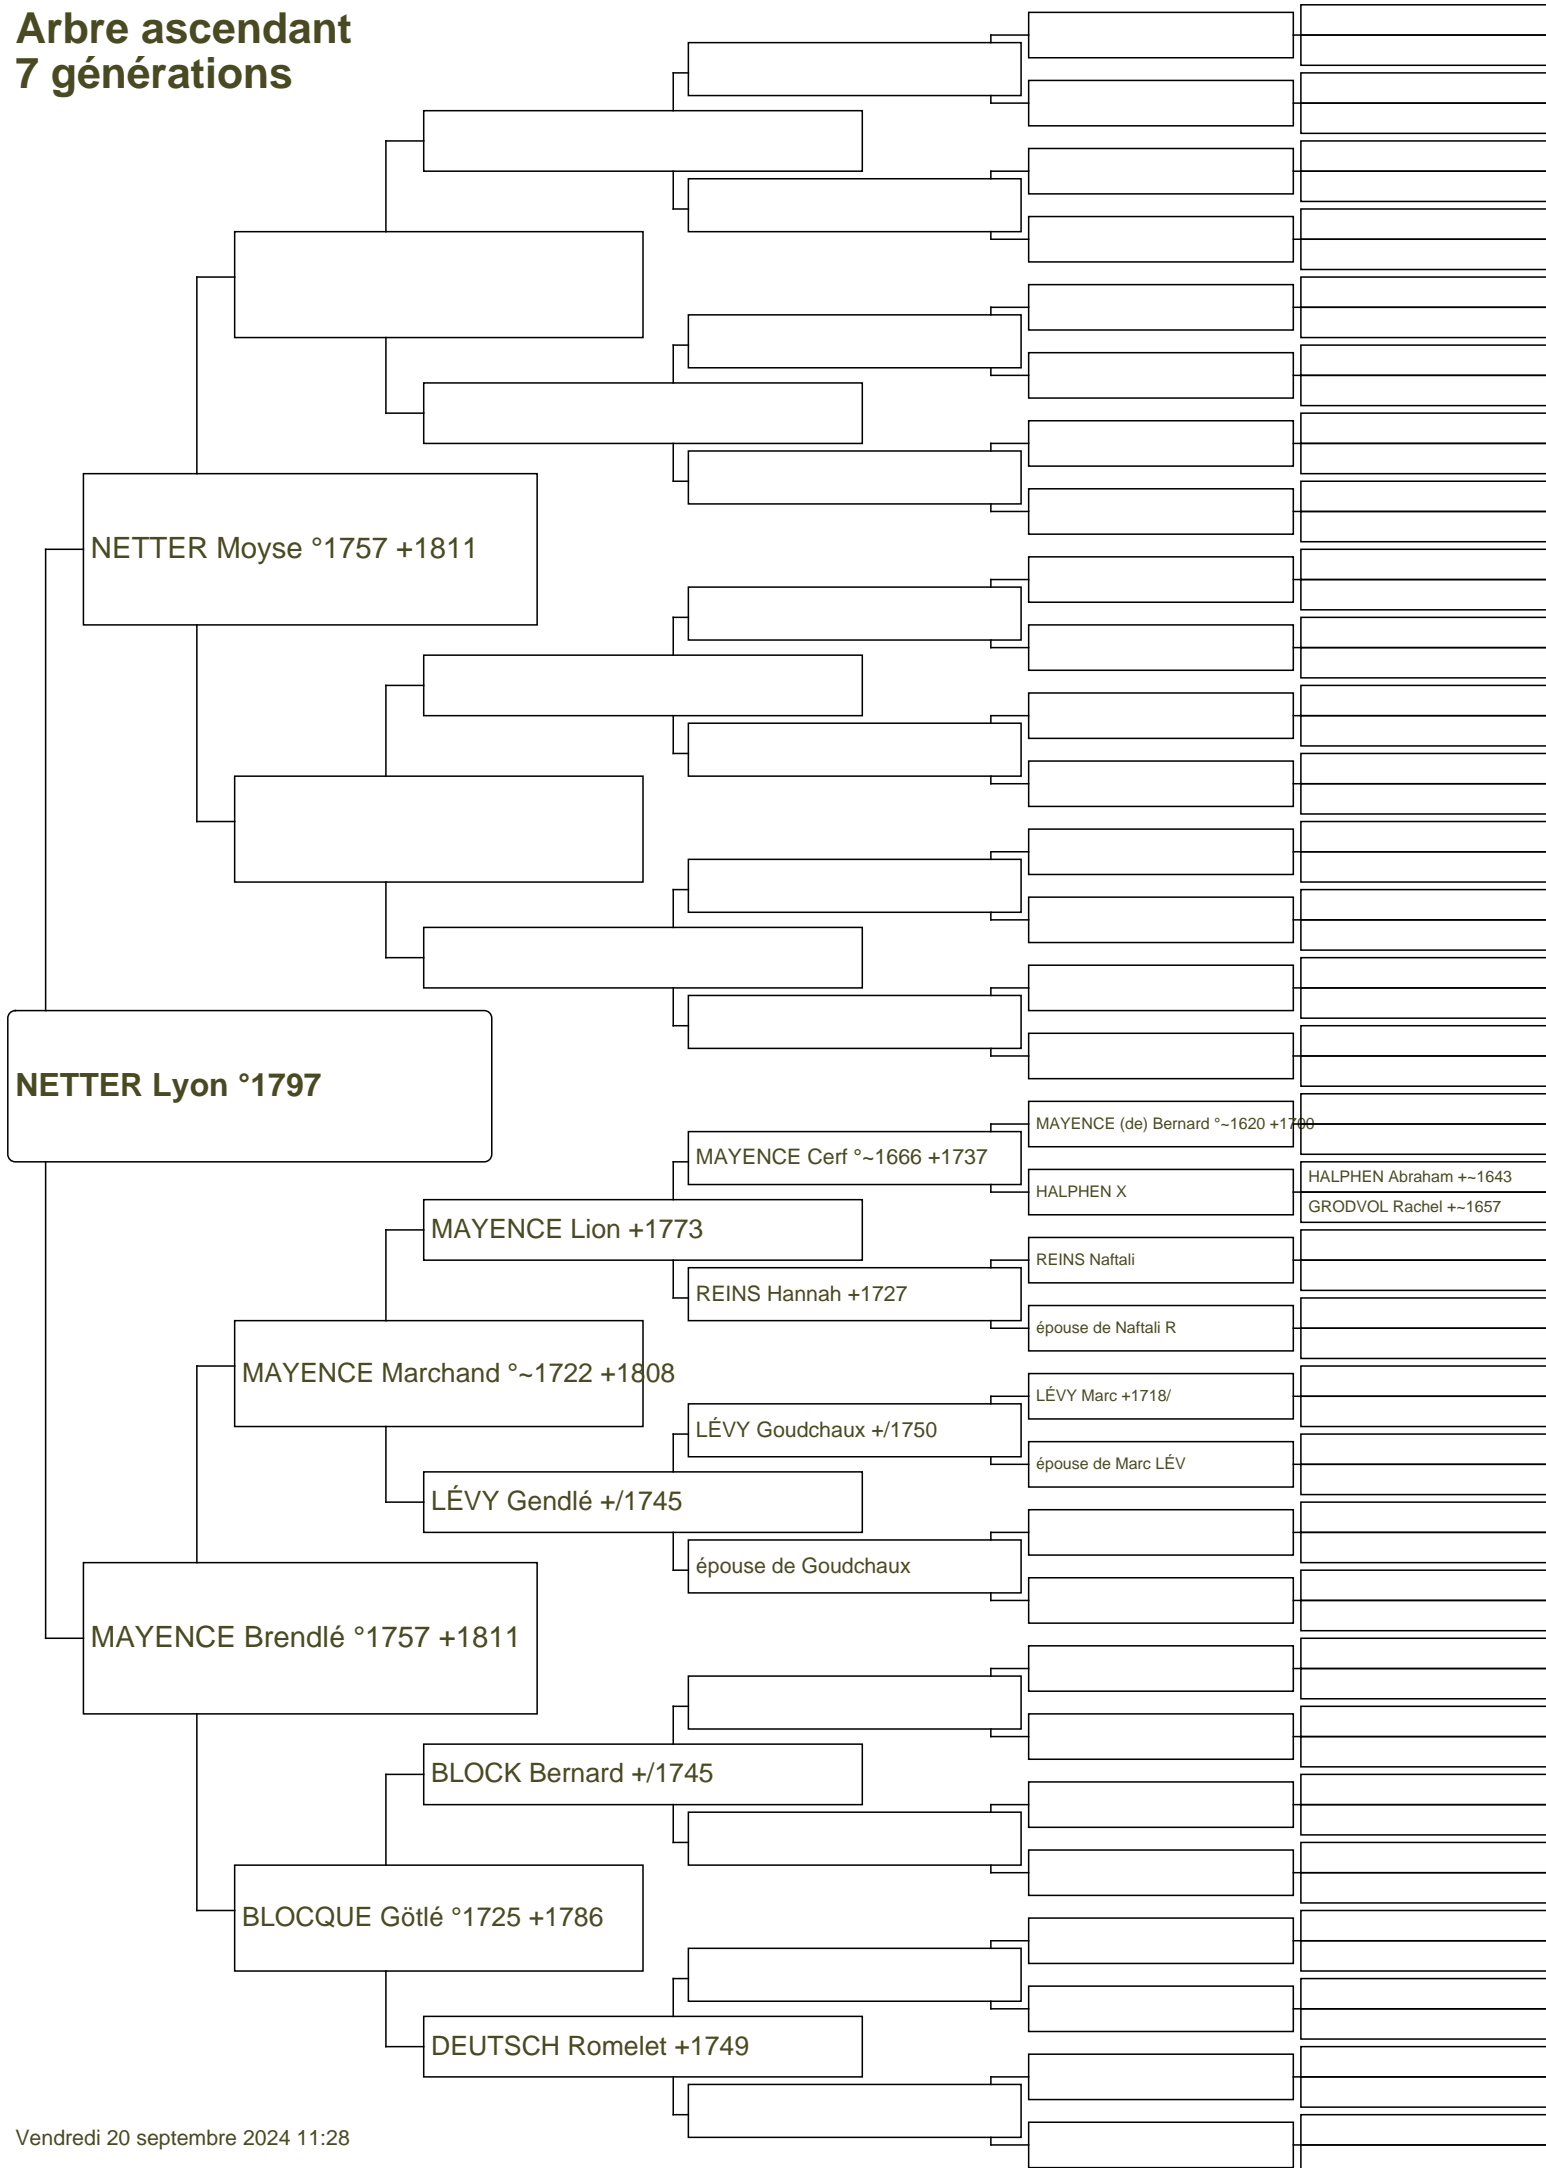 Arbre ascendant
7 générations
NETTER Moyse °1757 +1811
NETTER Lyon °1797
MAYENCE (de) Bernard °~1620 +1700
MAYENCE Cerf °~1666 +1737
HALPHEN Abraham +~1643
HALPHEN X
GRODVOL Rachel +~1657
MAYENCE Lion +1773
REINS Naftali
REINS Hannah +1727
épouse de Naftali R
MAYENCE Marchand °~1722 +1808
LÉVY Marc +1718/
LÉVY Goudchaux +/1750
épouse de Marc LÉV
LÉVY Gendlé +/1745
épouse de Goudchaux
MAYENCE Brendlé °1757 +1811
BLOCK Bernard +/1745
BLOCQUE Götlé °1725 +1786
DEUTSCH Romelet +1749
Vendredi 20 septembre 2024 11:28